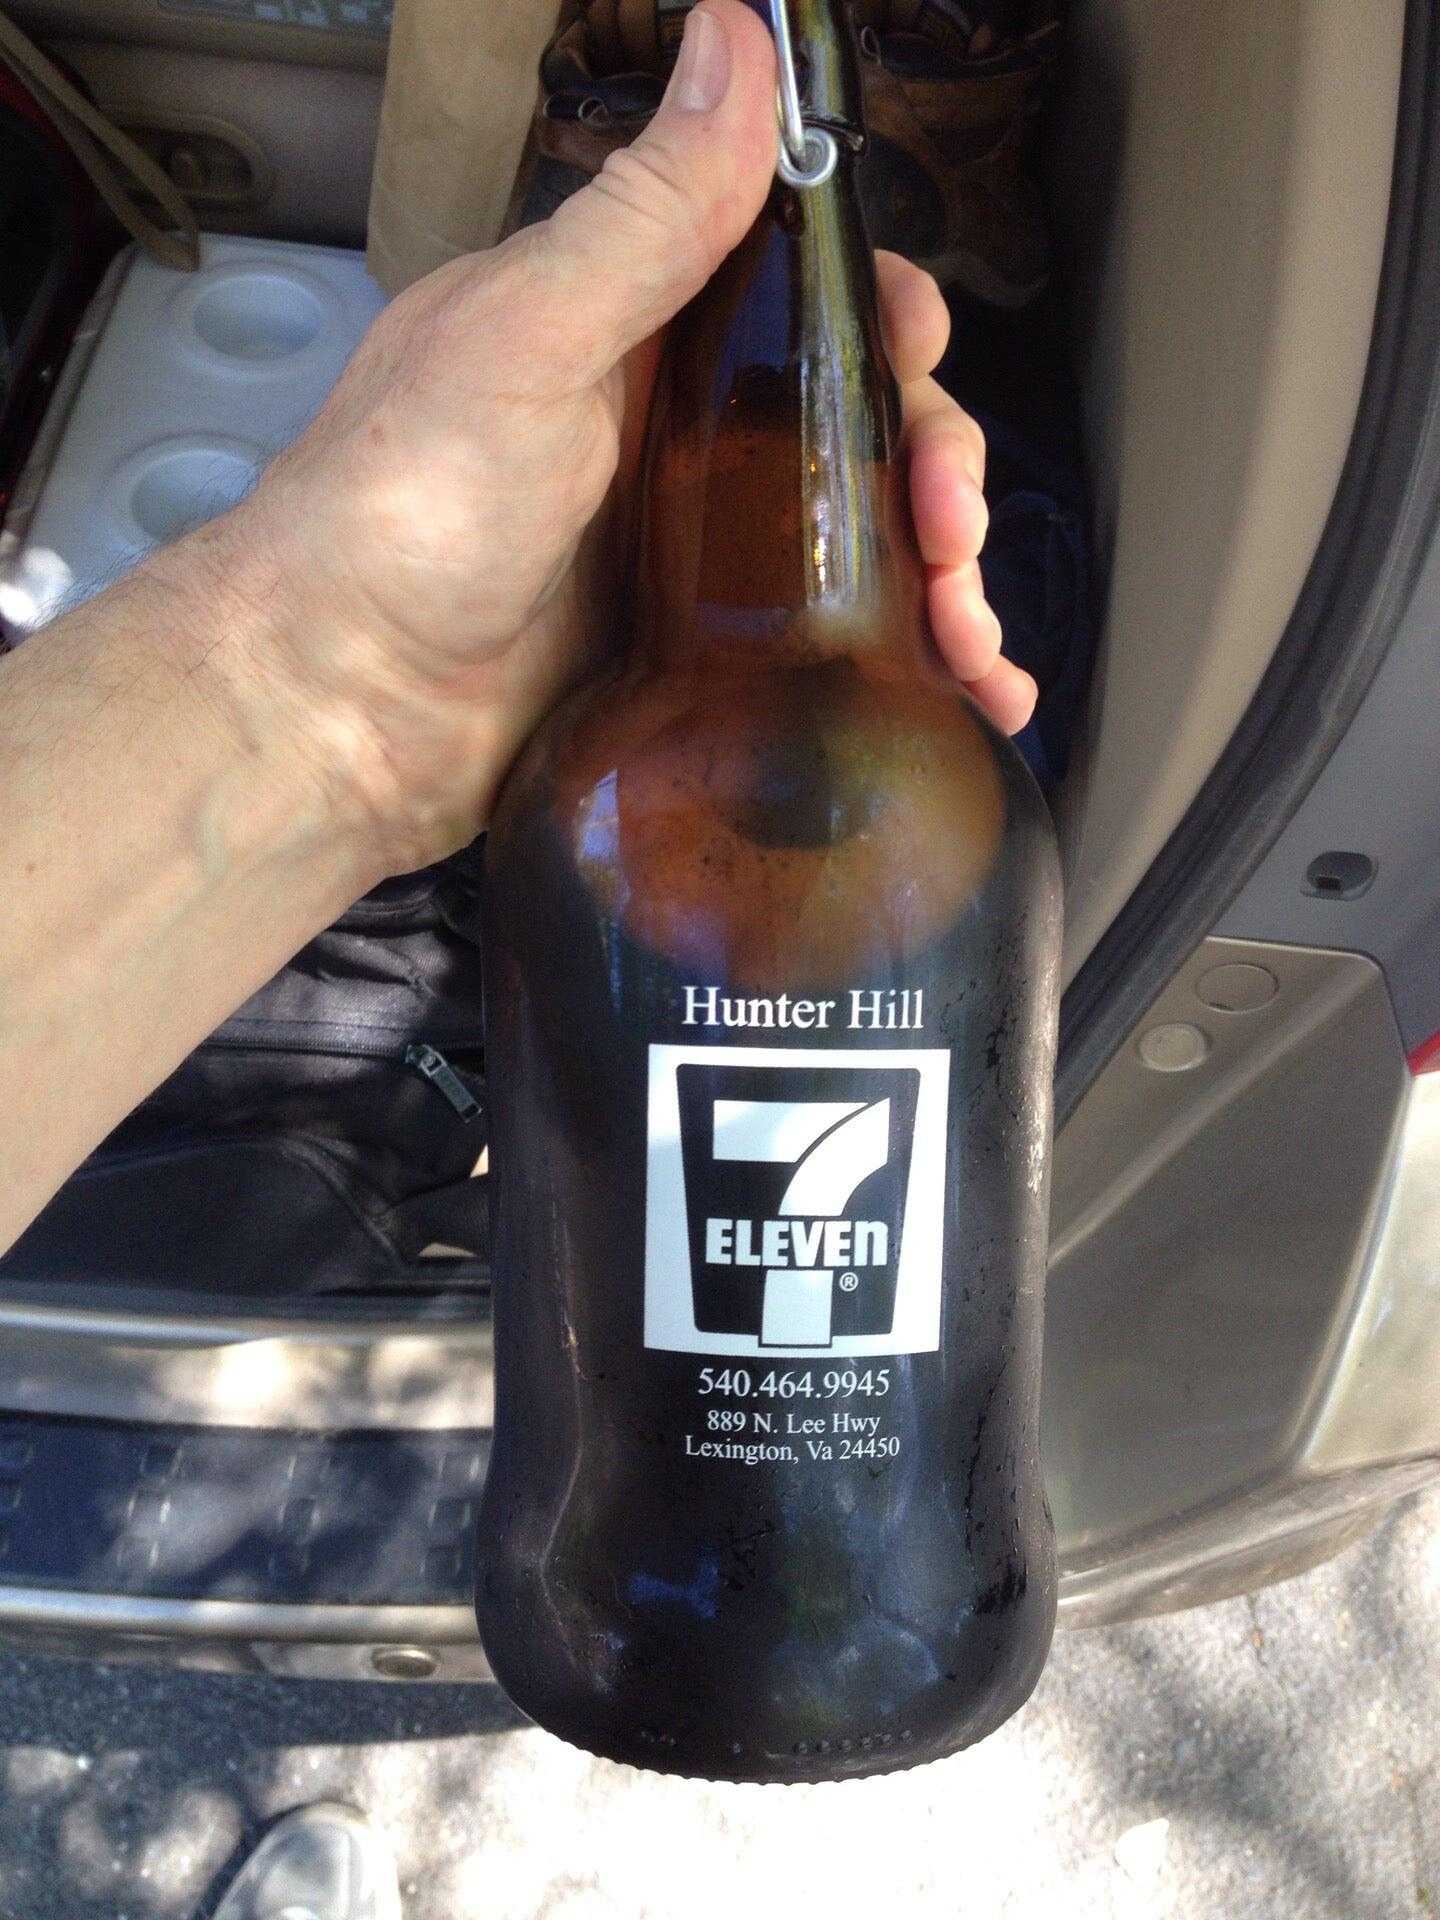 Hunter Hill
7
ELEVEn
®
540.464.9945
889 N. Lee Hwy
Lexington, Va 24450